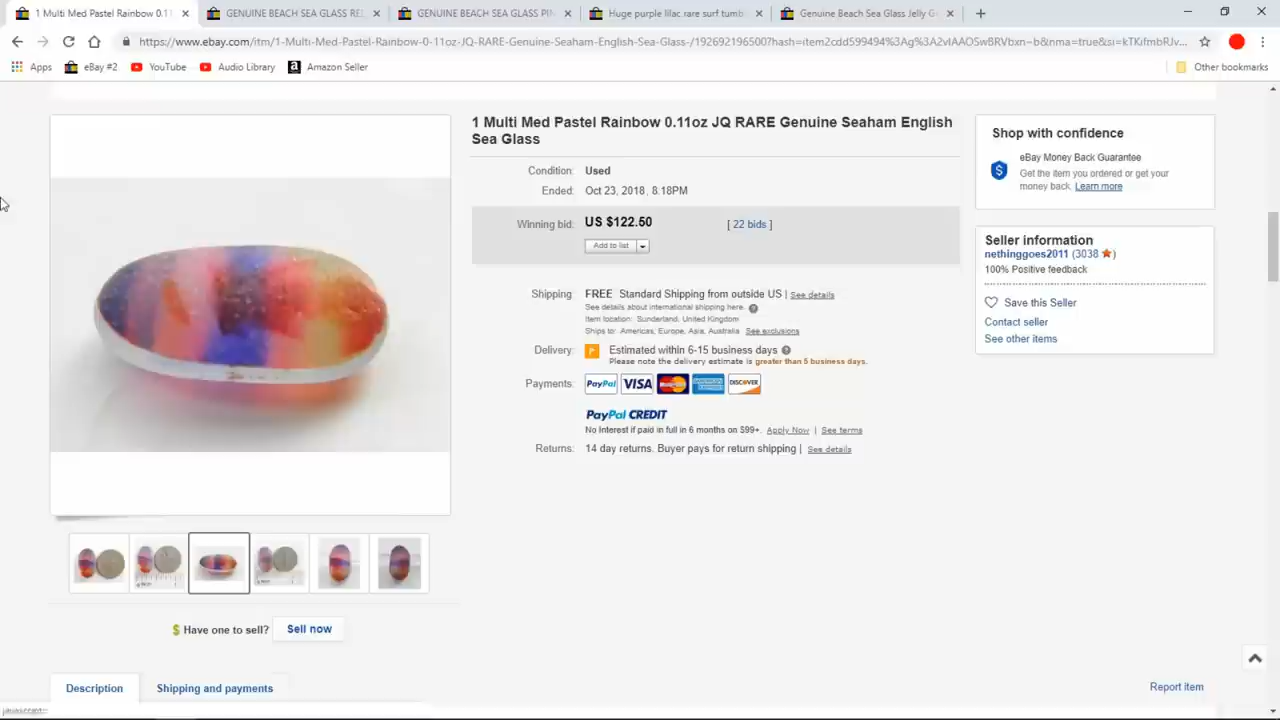 1 Multi Med Pastel Rainbow 0.11
GENUINE BEACH SEA GLASS RE
GENUINE BEACH SEA GLASS PI
Huge purple lilac rare surf tumb
Genuine Beach Sea Glass Jelly G
Apps
eBay #2
YouTube
Audio Library
Amazon Seller
Other bookmarks
1 Multi Med Pastel Rainbow 0.11oz JQ RARE Genuine Seaham English
Sea Glass
Condition: Used
Ended: Oct 23, 2018 , 8:18PM
Winning bid: US $122.50 [ 22 bids ]
Add to list
Shipping: FREE Standard Shipping from outside US | See details
See details about international shipping here.
Item location: Sunderland, United Kingdom
Ships to: Americas, Europe, Asia, Australia See exclusions
Delivery: Estimated within 6-15 business days
Please note the delivery estimate is greater than 5 business days.
Payments: PayPal VISA MasterCard DISCOVER
PayPal CREDIT
No Interest if paid in full in 6 months on $99+. Apply Now | See terms
Returns: 14 day returns. Buyer pays for return shipping | See details
Shop with confidence
eBay Money Back Guarantee
Get the item you ordered or get your
money back. Learn more
Seller information
nethinggoes2011 (3038)
100% Positive feedback
Save this Seller
Contact seller
See other items
$ Have one to sell? Sell now
Description
Shipping and payments
Report item